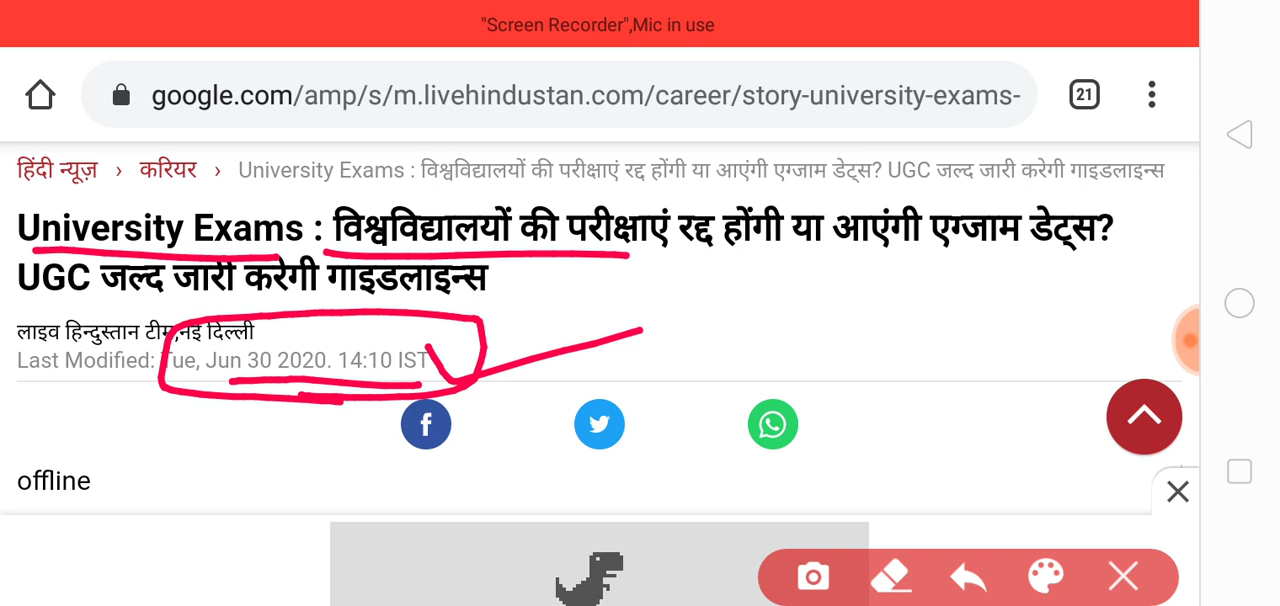 "Screen Recorder",Mic in use
google.com/amp/s/m.livehindustan.com/career/story-university-exams-
21
हिंदी न्यूज़ › करियर › University Exams : विश्वविद्यालयों की परीक्षाएं रद्द होंगी या आएंगी एग्जाम डेट्स? UGC जल्द जारी करेगी गाइडलाइन्स
University Exams : विश्वविद्यालयों की परीक्षाएं रद्द होंगी या आएंगी एग्जाम डेट्स?
UGC जल्द जारी करेगी गाइडलाइन्स
लाइव हिन्दुस्तान टीम,नई दिल्ली
Last Modified: Tue, Jun 30 2020. 14:10 IST
offline